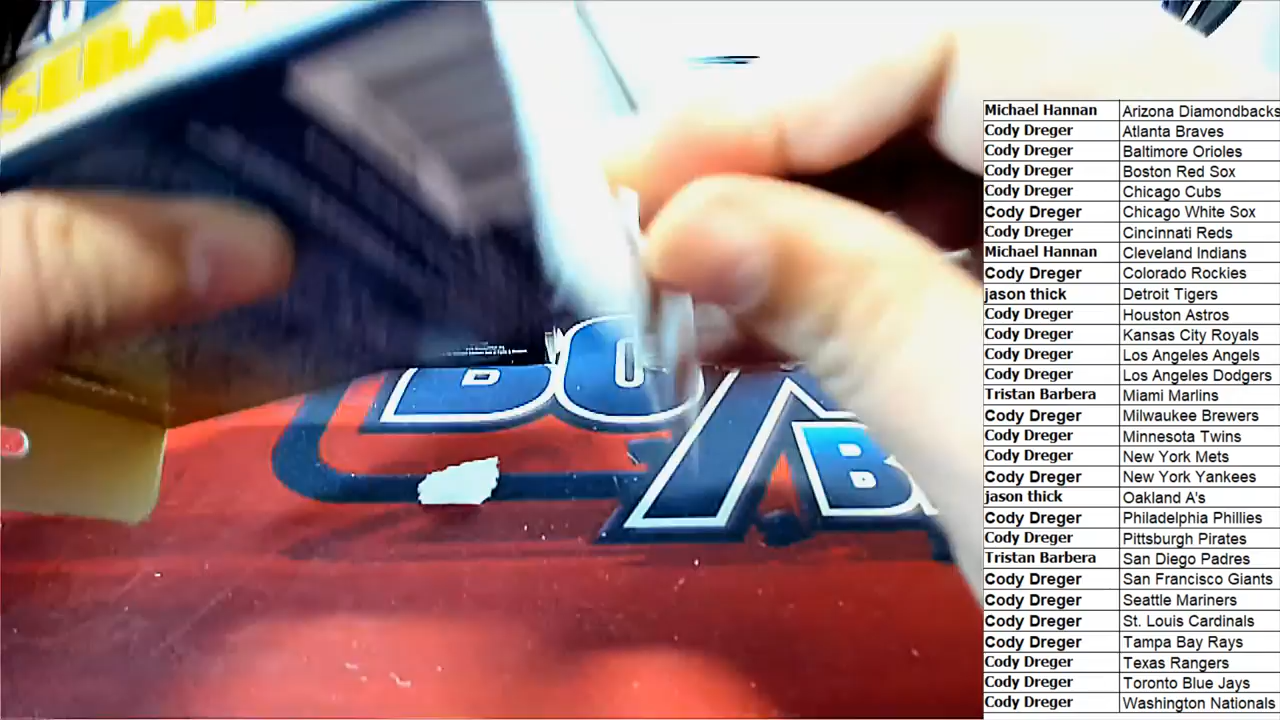 SEBA
BO
B
Michael Hannan Arizona Diamondbacks
Cody Dreger Atlanta Braves
Cody Dreger Baltimore Orioles
Cody Dreger Boston Red Sox
Cody Dreger Chicago Cubs
Cody Dreger Chicago White Sox
Cody Dreger Cincinnati Reds
Michael Hannan Cleveland Indians
Cody Dreger Colorado Rockies
jason thick Detroit Tigers
Cody Dreger Houston Astros
Cody Dreger Kansas City Royals
Cody Dreger Los Angeles Angels
Cody Dreger Los Angeles Dodgers
Tristan Barbera Miami Marlins
Cody Dreger Milwaukee Brewers
Cody Dreger Minnesota Twins
Cody Dreger New York Mets
Cody Dreger New York Yankees
jason thick Oakland A's
Cody Dreger Philadelphia Phillies
Cody Dreger Pittsburgh Pirates
Tristan Barbera San Diego Padres
Cody Dreger San Francisco Giants
Cody Dreger Seattle Mariners
Cody Dreger St. Louis Cardinals
Cody Dreger Tampa Bay Rays
Cody Dreger Texas Rangers
Cody Dreger Toronto Blue Jays
Cody Dreger Washington Nationals